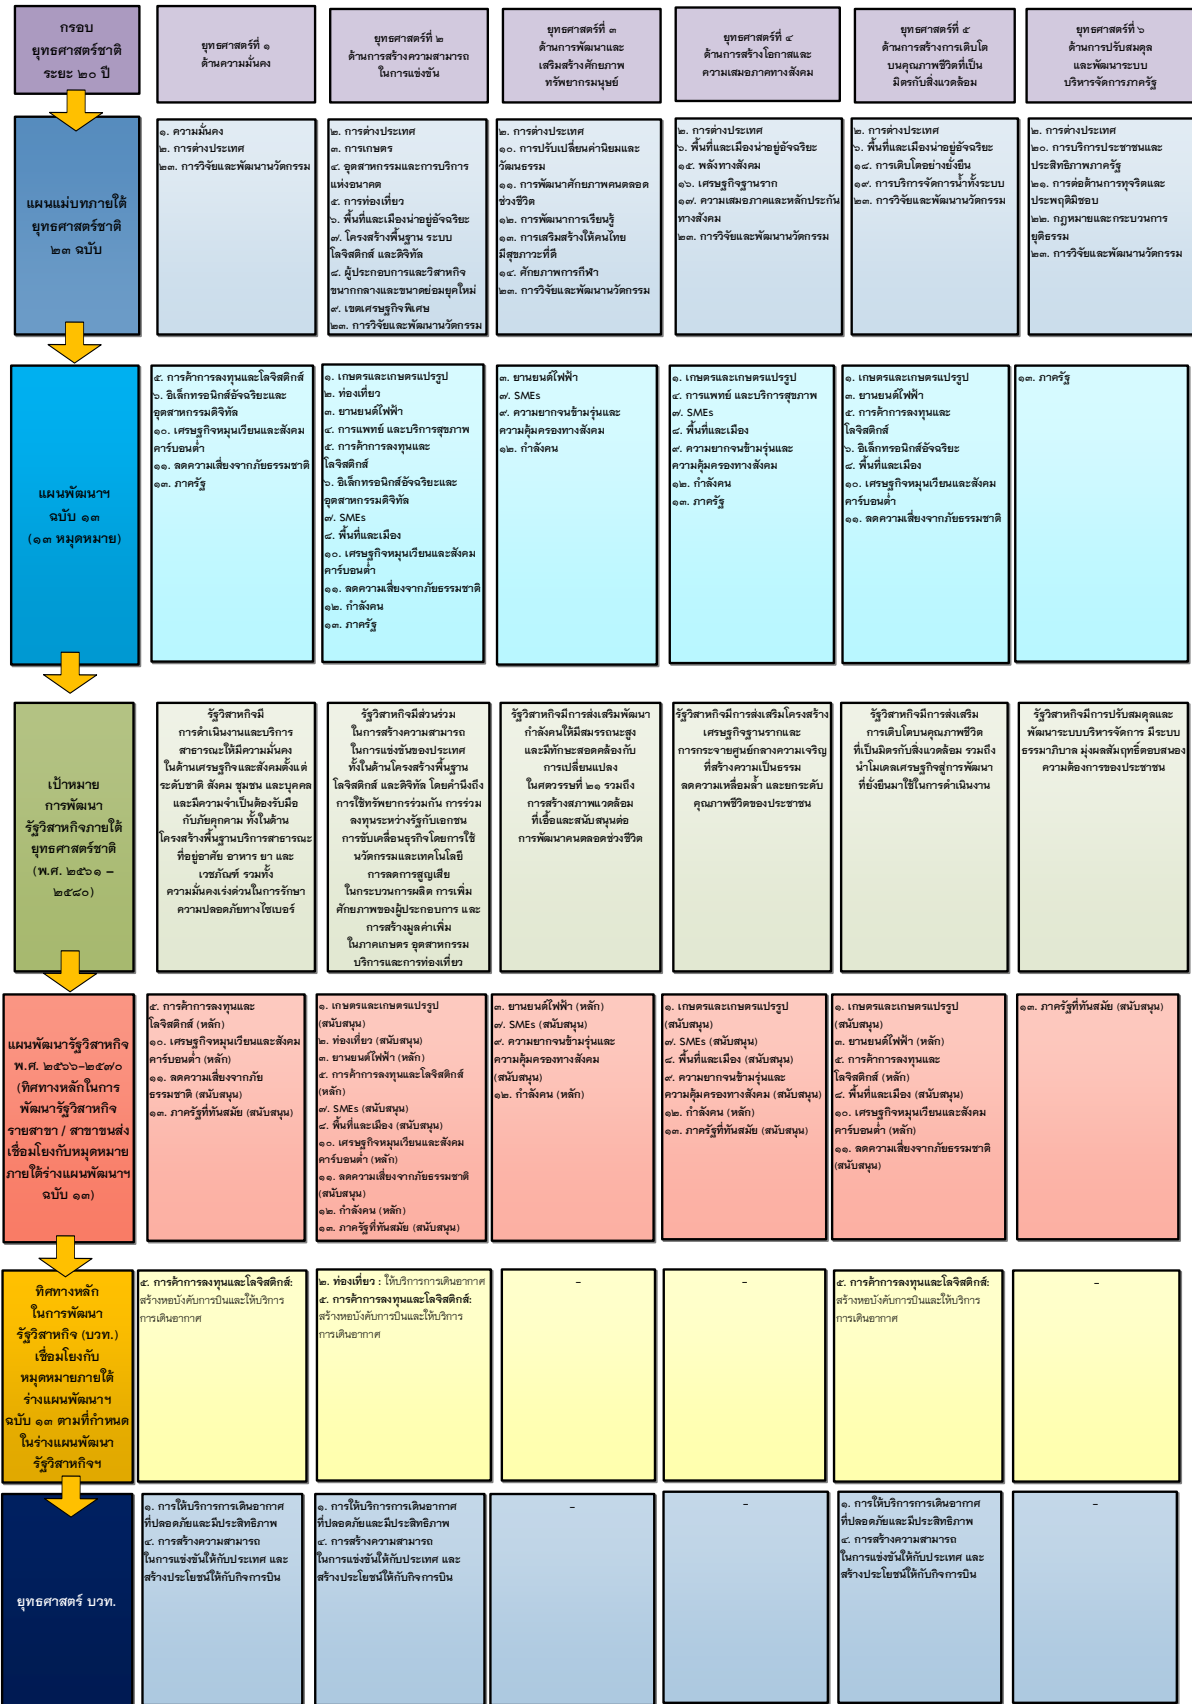 กรอบ
ยุทธศาสตร์ชาติ
ระยะ ๒๐ ปี
ยุทธศาสตร์ที่ ๑
ด้านความมั่นคง
ยุทธศาสตร์ที่ ๒
ด้านการสร้างความสามารถ
ในการแข่งขัน
ยุทธศาสตร์ที่ ๓
ด้านการพัฒนาและ
เสริมสร้างศักยภาพ
ทรัพยากรมนุษย์
ยุทธศาสตร์ที่ ๔
ด้านการสร้างโอกาสและ
ความเสมอภาคทางสังคม
ยุทธศาสตร์ที่ ๕
ด้านการสร้างการเติบโต
บนคุณภาพชีวิตที่เป็น
มิตรกับสิ่งแวดล้อม
ยุทธศาสตร์ที่ ๖
ด้านการปรับสมดุล
และพัฒนาระบบ
บริหารจัดการภาครัฐ
แผนแม่บทภายใต้
ยุทธศาสตร์ชาติ
๒๓ ฉบับ
๑. ความมั่นคง
๒. การต่างประเทศ
๒๓. การวิจัยและพัฒนานวัตกรรม
๒. การต่างประเทศ
๓. การเกษตร
๔. อุตสาหกรรมและการบริการ
แห่งอนาคต
๕. การท่องเที่ยว
๖. พื้นที่และเมืองน่าอยู่อัจฉริยะ
๗. โครงสร้างพื้นฐาน ระบบ
โลจิสติกส์ และดิจิทัล
๘. ผู้ประกอบการและวิสาหกิจ
ขนาดกลางและขนาดย่อมยุคใหม่
๙. เขตเศรษฐกิจพิเศษ
๒๓. การวิจัยและพัฒนานวัตกรรม
๒. การต่างประเทศ
๑๐. การปรับเปลี่ยนค่านิยมและ
วัฒนธรรม
๑๑. การพัฒนาศักยภาพคนตลอด
ช่วงชีวิต
๑๒. การพัฒนาการเรียนรู้
๑๓. การเสริมสร้างให้คนไทย
มีสุขภาวะที่ดี
๑๔. ศักยภาพการกีฬา
๒๓. การวิจัยและพัฒนานวัตกรรม
๒. การต่างประเทศ
๖. พื้นที่และเมืองน่าอยู่อัจฉริยะ
๑๕. พลังทางสังคม
๑๖. เศรษฐกิจฐานราก
๑๗. ความเสมอภาคและหลักประกัน
ทางสังคม
๒๓. การวิจัยและพัฒนานวัตกรรม
๒. การต่างประเทศ
๖. พื้นที่และเมืองน่าอยู่อัจฉริยะ
๑๘. การเติบโตอย่างยั่งยืน
๑๙. การบริการจัดการน้ำทั้งระบบ
๒๓. การวิจัยและพัฒนานวัตกรรม
๒. การต่างประเทศ
๒๐. การบริการประชาชนและ
ประสิทธิภาพภาครัฐ
๒๑. การต่อต้านการทุจริตและ
ประพฤติมิชอบ
๒๒. กฎหมายและกระบวนการ
ยุติธรรม
๒๓. การวิจัยและพัฒนานวัตกรรม
แผนพัฒนาฯ
ฉบับ ๑๓
(๑๓ หมุดหมาย)
๕. การค้าการลงทุนและโลจิสติกส์
๖. อิเล็กทรอนิกส์อัจฉริยะและ
อุตสาหกรรมดิจิทัล
๑๐. เศรษฐกิจหมุนเวียนและสังคม
คาร์บอนต่ำ
๑๑. ลดความเสี่ยงจากภัยธรรมชาติ
๑๓. ภาครัฐ
๑. เกษตรและเกษตรแปรรูป
๒. ท่องเที่ยว
๓. ยานยนต์ไฟฟ้า
๔. การแพทย์ และบริการสุขภาพ
๕. การค้าการลงทุนและ
โลจิสติกส์
๖. อิเล็กทรอนิกส์อัจฉริยะและ
อุตสาหกรรมดิจิทัล
๗. SMEs
๘. พื้นที่และเมือง
๑๐. เศรษฐกิจหมุนเวียนและสังคม
คาร์บอนต่ำ
๑๑. ลดความเสี่ยงจากภัยธรรมชาติ
๑๒. กำลังคน
๑๓. ภาครัฐ
๓. ยานยนต์ไฟฟ้า
๗. SMEs
๙. ความยากจนข้ามรุ่นและ
ความคุ้มครองทางสังคม
๑๒. กำลังคน
๑. เกษตรและเกษตรแปรรูป
๔. การแพทย์ และบริการสุขภาพ
๗. SMEs
๘. พื้นที่และเมือง
๙. ความยากจนข้ามรุ่นและ
ความคุ้มครองทางสังคม
๑๒. กำลังคน
๑๓. ภาครัฐ
๑. เกษตรและเกษตรแปรรูป
๓. ยานยนต์ไฟฟ้า
๕. การค้าการลงทุนและ
โลจิสติกส์
๖. อิเล็กทรอนิกส์อัจฉริยะ
๘. พื้นที่และเมือง
๑๐. เศรษฐกิจหมุนเวียนและสังคม
คาร์บอนต่ำ
๑๑. ลดความเสี่ยงจากภัยธรรมชาติ
๑๓. ภาครัฐ
เป้าหมาย
การพัฒนา
รัฐวิสาหกิจภายใต้
ยุทธศาสตร์ชาติ
(พ.ศ. ๒๕๖๑ –
๒๕๘๐)
รัฐวิสาหกิจมี
การดำเนินงานและบริการ
สาธารณะให้มีความมั่นคง
ในด้านเศรษฐกิจและสังคมตั้งแต่
ระดับชาติ สังคม ชุมชน และบุคคล
และมีความจำเป็นต้องรับมือ
กับภัยคุกคาม ทั้งในด้าน
โครงสร้างพื้นฐานบริการสาธารณะ
ที่อยู่อาศัย อาหาร ยา และ
เวชภัณฑ์ รวมทั้ง
ความมั่นคงเร่งด่วนในการรักษา
ความปลอดภัยทางไซเบอร์
รัฐวิสาหกิจมีส่วนร่วม
ในการสร้างความสามารถ
ในการแข่งขันของประเทศ
ทั้งในด้านโครงสร้างพื้นฐาน
โลจิสติกส์ และดิจิทัล โดยคำนึงถึง
การใช้ทรัพยากรร่วมกัน การร่วม
ลงทุนระหว่างรัฐกับเอกชน
การขับเคลื่อนธุรกิจโดยการใช้
นวัตกรรมและเทคโนโลยี
การลดการสูญเสีย
ในกระบวนการผลิต การเพิ่ม
ศักยภาพของผู้ประกอบการ และ
การสร้างมูลค่าเพิ่ม
ในภาคเกษตร อุตสาหกรรม
บริการและการท่องเที่ยว
รัฐวิสาหกิจมีการส่งเสริมพัฒนา
กำลังคนให้มีสมรรถนะสูง
และมีทักษะสอดคล้องกับ
การเปลี่ยนแปลง
ในศตวรรษที่ ๒๑ รวมถึง
การสร้างสภาพแวดล้อม
ที่เอื้อและสนับสนุนต่อ
การพัฒนาคนตลอดช่วงชีวิต
รัฐวิสาหกิจมีการส่งเสริมโครงสร้าง
เศรษฐกิจฐานรากและ
การกระจายศูนย์กลางความเจริญ
ที่สร้างความเป็นธรรม
ลดความเหลื่อมล้ำ และยกระดับ
คุณภาพชีวิตของประชาชน
รัฐวิสาหกิจมีการส่งเสริม
การเติบโตบนคุณภาพชีวิต
ที่เป็นมิตรกับสิ่งแวดล้อม รวมถึง
นำโมเดลเศรษฐกิจสู่การพัฒนา
ที่ยั่งยืนมาใช้ในการดำเนินงาน
รัฐวิสาหกิจมีการปรับสมดุลและ
พัฒนาระบบบริหารจัดการ มีระบบ
ธรรมาภิบาล มุ่งผลสัมฤทธิ์ตอบสนอง
ความต้องการของประชาชน
แผนพัฒนารัฐวิสาหกิจ
พ.ศ. ๒๕๖๖–๒๕๗๐
(ทิศทางหลักในการ
พัฒนารัฐวิสาหกิจ
รายสาขา / สาขาขนส่ง
เชื่อมโยงกับหมุดหมาย
ภายใต้ร่างแผนพัฒนาฯ
ฉบับ ๑๓)
๕. การค้าการลงทุนและ
โลจิสติกส์ (หลัก)
๑๐. เศรษฐกิจหมุนเวียนและสังคม
คาร์บอนต่ำ (หลัก)
๑๑. ลดความเสี่ยงจากภัย
ธรรมชาติ (สนับสนุน)
๑๓. ภาครัฐที่ทันสมัย (สนับสนุน)
๑. เกษตรและเกษตรแปรรูป
(สนับสนุน)
๒. ท่องเที่ยว (สนับสนุน)
๓. ยานยนต์ไฟฟ้า (หลัก)
๕. การค้าการลงทุนและโลจิสติกส์
(หลัก)
๗. SMEs (สนับสนุน)
๘. พื้นที่และเมือง (สนับสนุน)
๑๐. เศรษฐกิจหมุนเวียนและสังคม
คาร์บอนต่ำ (หลัก)
๑๑. ลดความเสี่ยงจากภัยธรรมชาติ
(สนับสนุน)
๑๒. กำลังคน (หลัก)
๑๓. ภาครัฐที่ทันสมัย (สนับสนุน)
๓. ยานยนต์ไฟฟ้า (หลัก)
๗. SMEs (สนับสนุน)
๙. ความยากจนข้ามรุ่นและ
ความคุ้มครองทางสังคม
(สนับสนุน)
๑๒. กำลังคน (หลัก)
๑. เกษตรและเกษตรแปรรูป
(สนับสนุน)
๗. SMEs (สนับสนุน)
๘. พื้นที่และเมือง (สนับสนุน)
๙. ความยากจนข้ามรุ่นและ
ความคุ้มครองทางสังคม (สนับสนุน)
๑๒. กำลังคน (หลัก)
๑๓. ภาครัฐที่ทันสมัย (สนับสนุน)
๑. เกษตรและเกษตรแปรรูป
(สนับสนุน)
๓. ยานยนต์ไฟฟ้า (หลัก)
๕. การค้าการลงทุนและ
โลจิสติกส์ (หลัก)
๘. พื้นที่และเมือง (สนับสนุน)
๑๐. เศรษฐกิจหมุนเวียนและสังคม
คาร์บอนต่ำ (หลัก)
๑๑. ลดความเสี่ยงจากภัยธรรมชาติ
(สนับสนุน)
๑๓. ภาครัฐที่ทันสมัย (สนับสนุน)
ทิศทางหลัก
ในการพัฒนา
รัฐวิสาหกิจ (บวท.)
เชื่อมโยงกับ
หมุดหมายภายใต้
ร่างแผนพัฒนาฯ
ฉบับ ๑๓ ตามที่กำหนด
ในร่างแผนพัฒนา
รัฐวิสาหกิจฯ
๕. การค้าการลงทุนและโลจิสติกส์:
สร้างหอบังคับการบินและให้บริการ
การเดินอากาศ
๒. ท่องเที่ยว : ให้บริการการเดินอากาศ
๕. การค้าการลงทุนและโลจิสติกส์:
สร้างหอบังคับการบินและให้บริการ
การเดินอากาศ
–
–
๕. การค้าการลงทุนและโลจิสติกส์:
สร้างหอบังคับการบินและให้บริการ
การเดินอากาศ
–
ยุทธศาสตร์ บวท.
๑. การให้บริการการเดินอากาศ
ที่ปลอดภัยและมีประสิทธิภาพ
๔. การสร้างความสามารถ
ในการแข่งขันให้กับประเทศ และ
สร้างประโยชน์ให้กับกิจการบิน
๑. การให้บริการการเดินอากาศ
ที่ปลอดภัยและมีประสิทธิภาพ
๔. การสร้างความสามารถ
ในการแข่งขันให้กับประเทศ และ
สร้างประโยชน์ให้กับกิจการบิน
–
–
๑. การให้บริการการเดินอากาศ
ที่ปลอดภัยและมีประสิทธิภาพ
๔. การสร้างความสามารถ
ในการแข่งขันให้กับประเทศ และ
สร้างประโยชน์ให้กับกิจการบิน
–